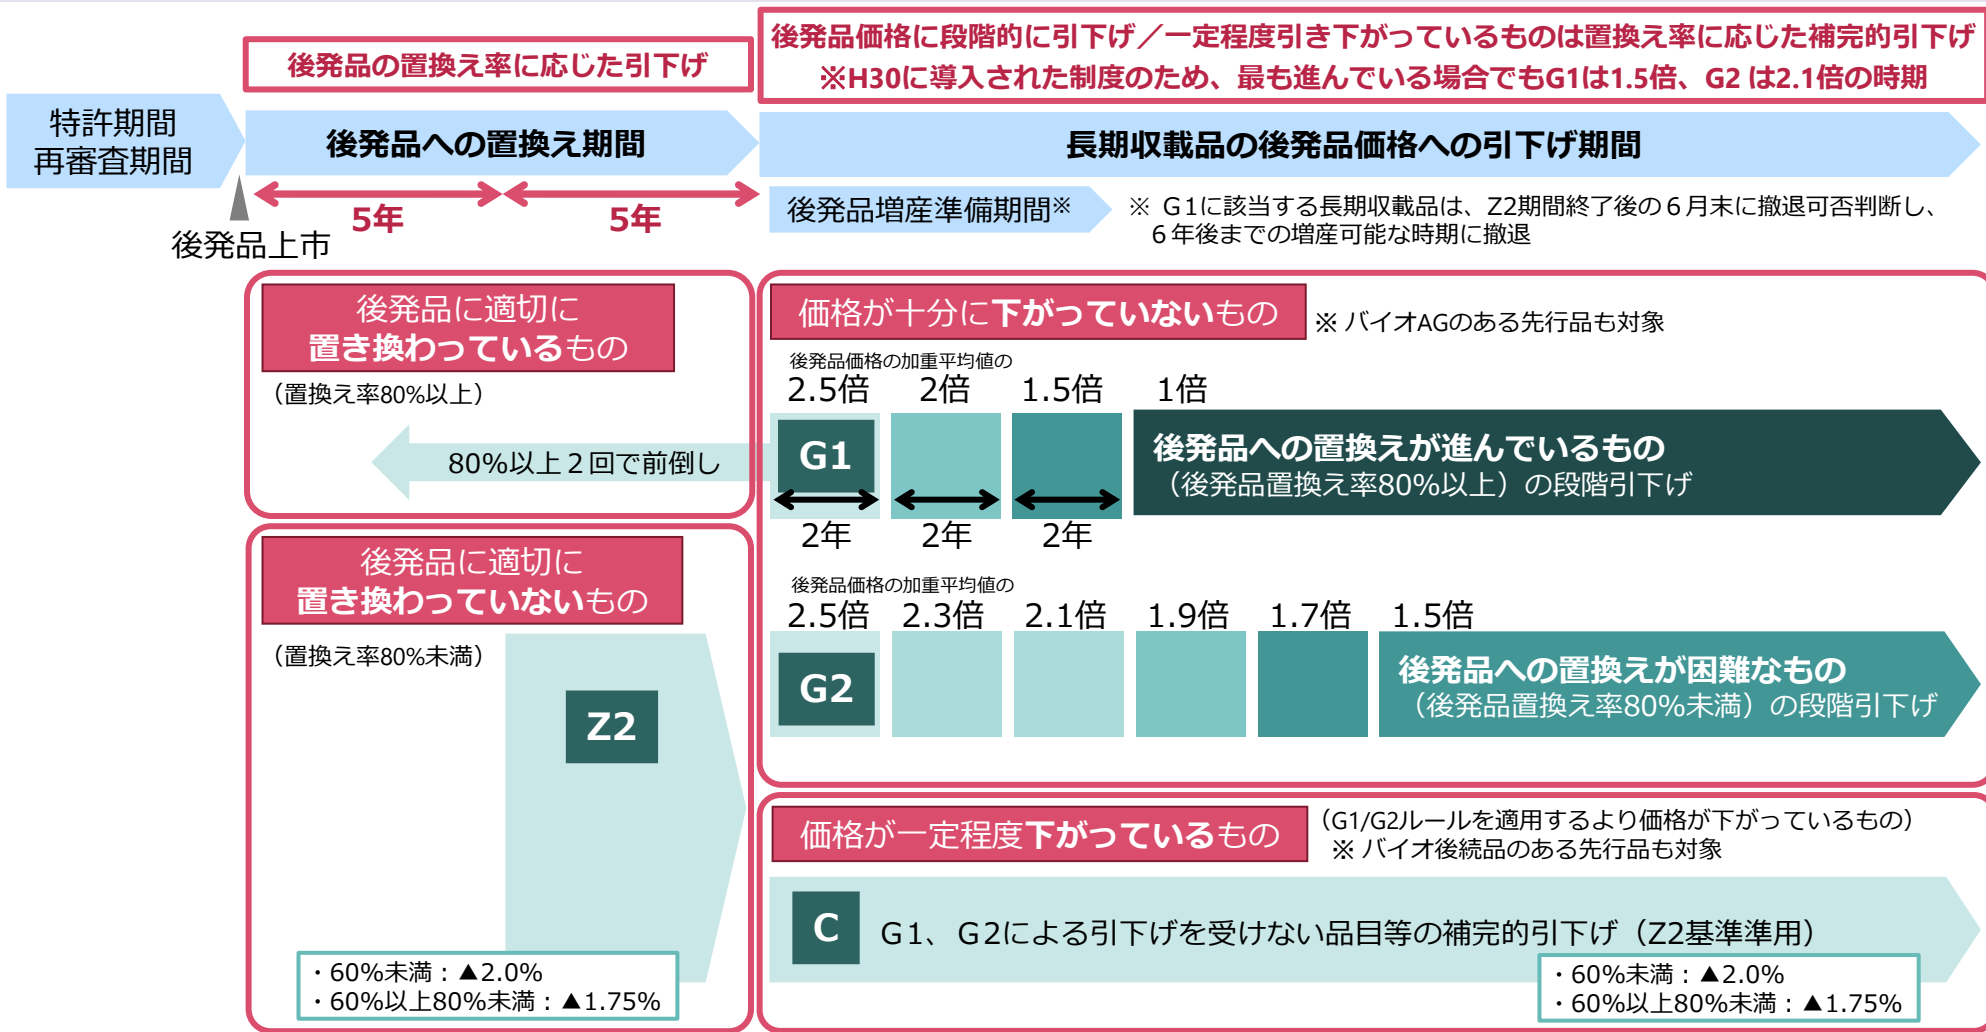 後発品の置換え率に応じた引下げ
後発品価格に段階的に引下げ／一定程度引き下がっているものは置換え率に応じた補完的引下げ
※H30に導入された制度のため、最も進んでいる場合でもG1は1.5倍、G2 は2.1倍の時期
特許期間
再審査期間
後発品への置換え期間
長期収載品の後発品価格への引下げ期間
5年
5年
後発品上市
後発品増産準備期間※
※ G1に該当する長期収載品は、Z2期間終了後の６月末に撤退可否判断し、
６年後までの増産可能な時期に撤退
後発品に適切に
置き換わっているもの
（置換え率80%以上）
80%以上２回で前倒し
価格が十分に下がっていないもの
※ バイオAGのある先行品も対象
後発品価格の加重平均値の
2.5倍 2倍 1.5倍 1倍
G1
後発品への置換えが進んでいるもの
（後発品置換え率80%以上）の段階引下げ
2年 2年 2年
後発品に適切に
置き換わっていないもの
（置換え率80%未満）
Z2
・60%未満：▲2.0%
・60%以上80%未満：▲1.75%
後発品価格の加重平均値の
2.5倍 2.3倍 2.1倍 1.9倍 1.7倍 1.5倍
G2
後発品への置換えが困難なもの
（後発品置換え率80%未満）の段階引下げ
価格が一定程度下がっているもの
（G1/G2ルールを適用するより価格が下がっているもの）
※ バイオ後続品のある先行品も対象
C
Ｇ1、Ｇ2による引下げを受けない品目等の補完的引下げ（Z2基準準用）
・60%未満：▲2.0%
・60%以上80%未満：▲1.75%